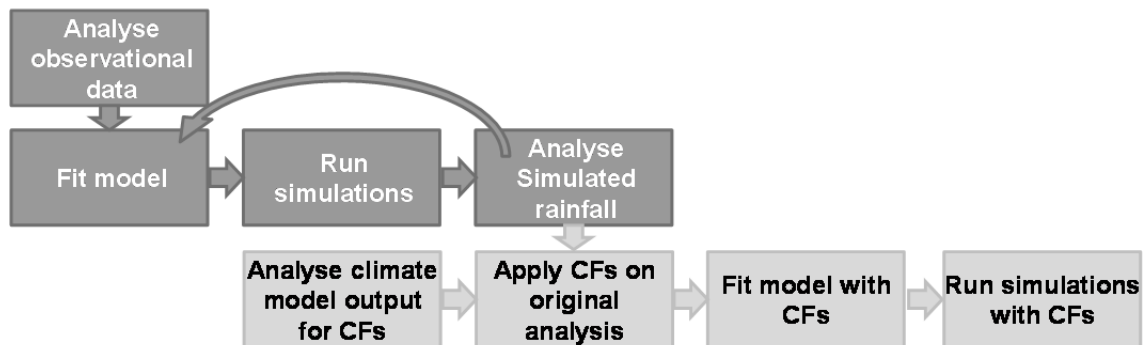 Analyse
observational
data
Fit model
Run
simulations
Analyse
Simulated
rainfall
Analyse climate
model output
for CFs
Apply CFs on
original
analysis
Fit model with
CFs
Run simulations
with CFs